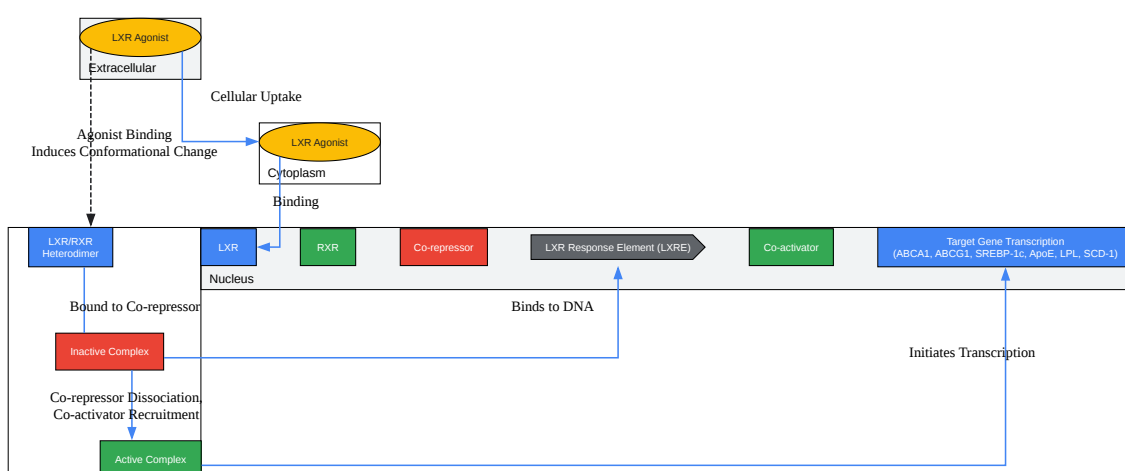 LXR Agonist
Extracellular
Cellular Uptake
Agonist Binding
Induces Conformational Change
LXR Agonist
Cytoplasm
Binding
LXR/RXR
Heterodimer
LXR
RXR
Co-repressor
LXR Response Element (LXRE)
Co-activator
Target Gene Transcription
(ABCA1, ABCG1, SREBP-1c, ApoE, LPL, SCD-1)
Nucleus
Bound to Co-repressor
Binds to DNA
Inactive Complex
Initiates Transcription
Co-repressor Dissociation,
Co-activator Recruitment
Active Complex